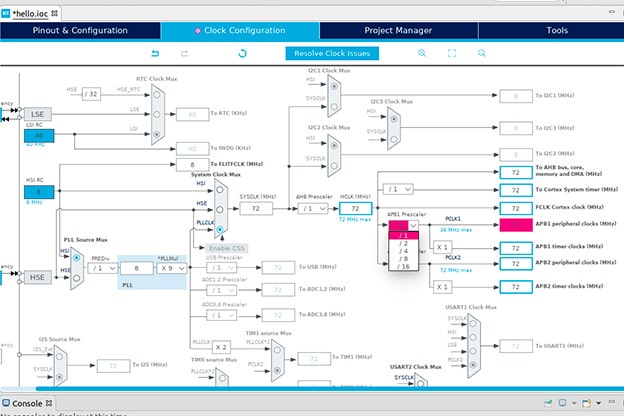 *hello.ioc
Pinout & Configuration
Clock Configuration
Project Manager
Tools
Resolve Clock Issues
RTC Clock Mux
HSE
/ 32
HSE_RTC
LSE
LSI
40
To RTC (KHz)
LSE
LSI RC
40
40 KHz
40
To IWDG (KHz)
8
To FLITFCLK (MHz)
HSI RC
8
8 MHz
System Clock Mux
HSI
HSE
PLLCLK
SYSCLK (MHz)
72
AHB Prescaler
/ 1
HCLK (MHz)
72
72 MHz max
Enable CSS
PLL Source Mux
HSI
HSE
HSE
PREDiv
/ 1
8
*PLLMul
X 9
PLL
USB Prescaler
/ 1
72
To USB (MHz)
ADC1,2 Prescaler
/ 1
72
To ADC1,2 (MHz)
ADC3,4 Prescaler
/ 1
72
To ADC3,4 (MHz)
I2C1 Clock Mux
HSI
SYSCLK
8
To I2C1 (MHz)
I2C3 Clock Mux
HSI
SYSCLK
8
To I2C3 (MHz)
I2C2 Clock Mux
HSI
SYSCLK
8
To I2C2 (MHz)
72
To AHB bus, core,
memory and DMA (MHz)
/ 1
72
To Cortex System timer (MHz)
72
FCLK Cortex clock (MHz)
APB1 Prescaler
/ 1
/ 2
/ 4
/ 8
/ 16
PCLK1
36 MHz max
APB1 peripheral clocks (MHz)
X 1
72
APB1 timer clocks (MHz)
PCLK2
72 MHz max
72
APB2 peripheral clocks (MHz)
X 1
72
APB2 timer clocks (MHz)
USART1 Clock Mux
SYSCLK
HSI
LSE
PCLK2
72
To USART1 (MHz)
USART2 Clock Mux
TIM1 source Mux
PLLCLK
X 2
PCLK2
72
To TIM1 (MHz)
TIM8 source Mux
PLLCLK
I2S Source Mux
I2S_Ext
SYSCLK
72
To I2S (MHz)
Console